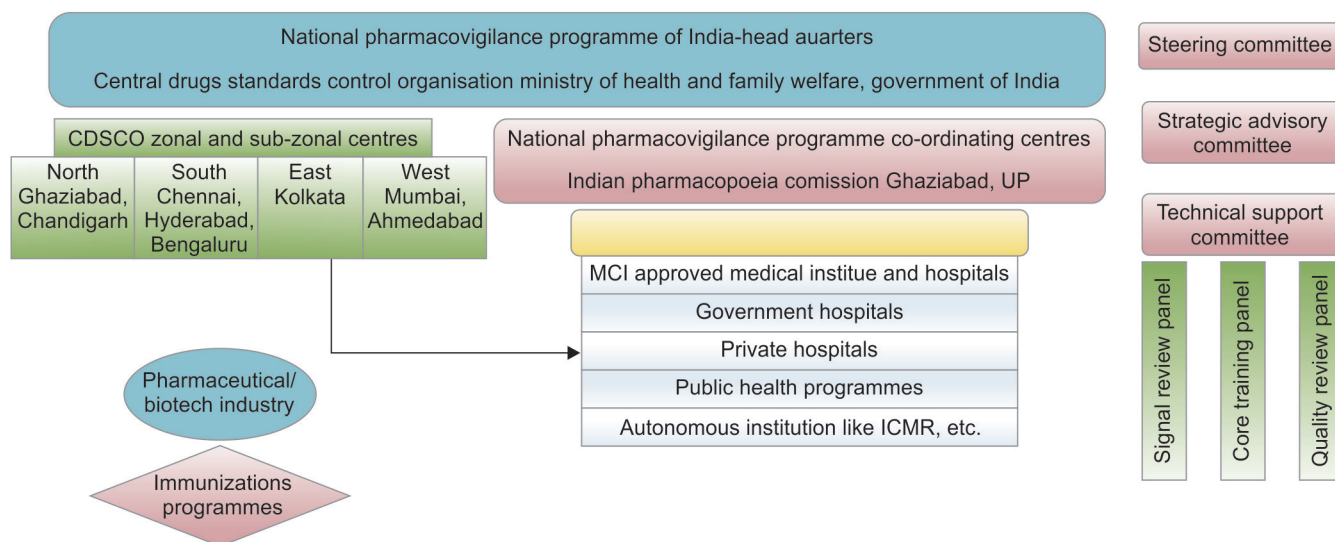 National pharmacovigilance programme of India-head auarters
Central drugs standards control organisation ministry of health and family welfare, government of India
CDSCO zonal and sub-zonal centres
North
Ghaziabad,
Chandigarh
South
Chennai,
Hyderabad,
Bengaluru
East
Kolkata
West
Mumbai,
Ahmedabad
National pharmacovigilance programme co-ordinating centres
Indian pharmacopoeia comission Ghaziabad, UP
MCI approved medical institue and hospitals
Government hospitals
Private hospitals
Public health programmes
Autonomous institution like ICMR, etc.
Pharmaceutical/
biotech industry
Immunizations
programmes
Steering committee
Strategic advisory
committee
Technical support
committee
Signal review panel
Core training panel
Quality review panel